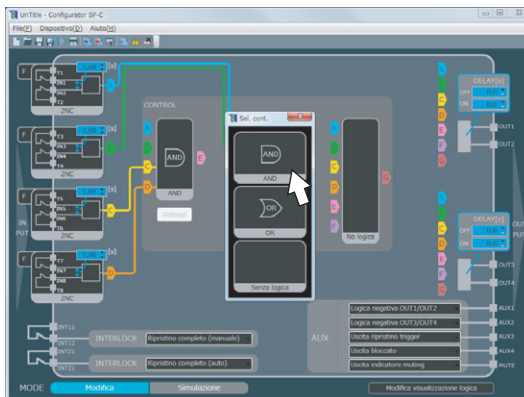 UnTitle - Configurator SF-C
File(F) Dispositivo(D) Aiuto(H)
F
T1
IN1
IN2
T2
2NC
[s]
A
F
T3
IN3
IN4
T4
2NC
[s]
F
T5
IN5
IN6
T6
2NC
[s]
C
F
T7
IN7
IN8
T8
2NC
[s]
D
IN
PUT
CONTROL
A
C
D
AND
E
AND
Dettagli
Sel. cont.
AND
AND
OR
OR
Senza logica
A
C
D
E
F
No logica
G
A
C
D
E
F
G
DELAY[s]
OFF
ON
OUT1
OUT2
A
C
D
E
F
G
DELAY[s]
OFF
ON
OUT3
OUT4
OUT
PUT
INT11
INT12
INTERLOCK
Ripristino completo (manuale)
INT21
INT22
INTERLOCK
Ripristino completo (auto)
AUX
Logica negativa OUT1/OUT2
AUX1
Logica negativa OUT3/OUT4
AUX2
Uscita ripristino trigger
AUX3
Uscita bloccato
AUX4
Uscita indicatore muting
MUTE
MODE
Modifica
Simulazione
Modifica visualizzazione logica